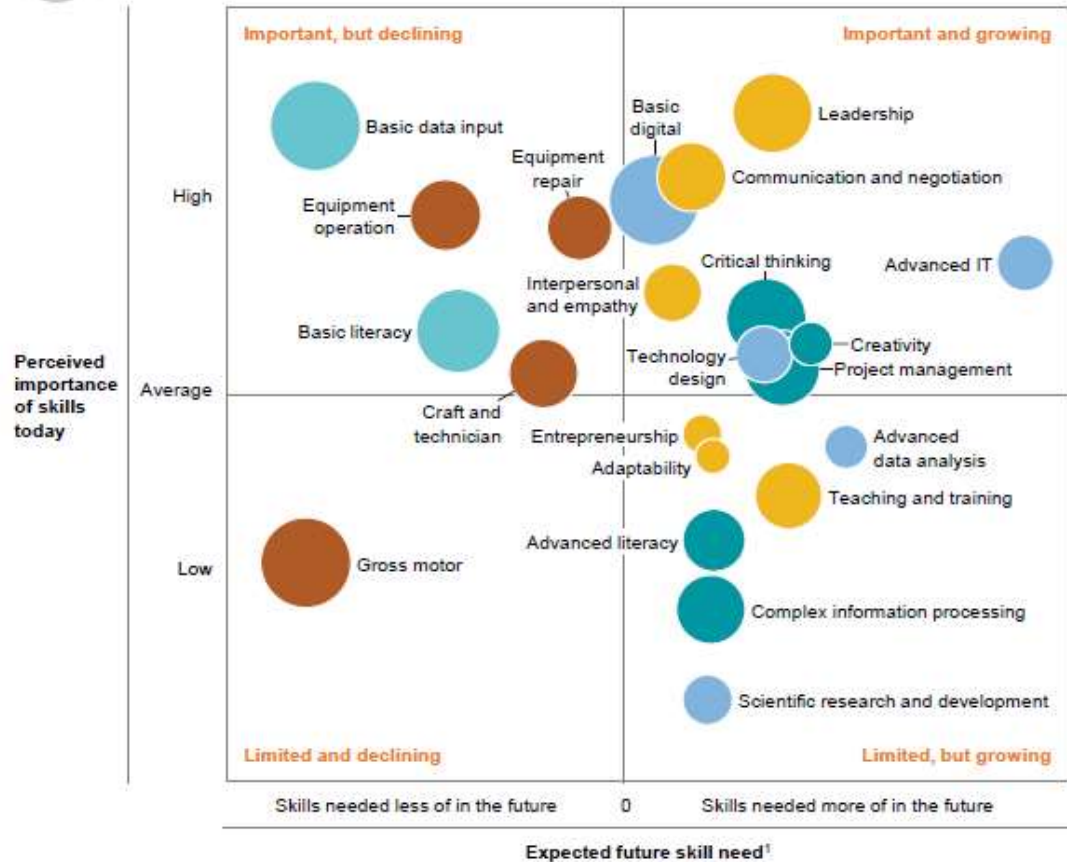 Important, but declining
Important and growing
Basic data input
Equipment
operation
Equipment
repair
Basic
digital
Leadership
Communication and negotiation
High
Advanced IT
Critical thinking
Interpersonal
and empathy
Basic literacy
Technology
design
Creativity
Project management
Perceived
importance
of skills
today
Average
Craft and
technician
Entrepreneurship
Adaptability
Advanced
data analysis
Teaching and training
Advanced literacy
Low
Gross motor
Complex information processing
Scientific research and development
Limited and declining
Limited, but growing
Skills needed less of in the future
0
Skills needed more of in the future
Expected future skill need¹